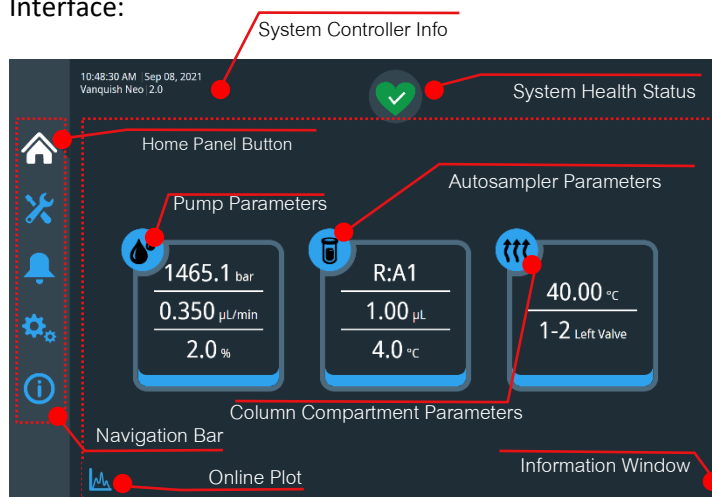 Interface:
System Controller Info
10:48:30 AM | Sep 08, 2021
Vanquish Neo | 2.0
System Health Status
Home Panel Button
Autosampler Parameters
Pump Parameters
1465.1 bar
0.350 µL/min
2.0 %
R:A1
1.00 µL
4.0 °C
40.00 °C
1-2 Left Valve
Column Compartment Parameters
Navigation Bar
Online Plot
Information Window